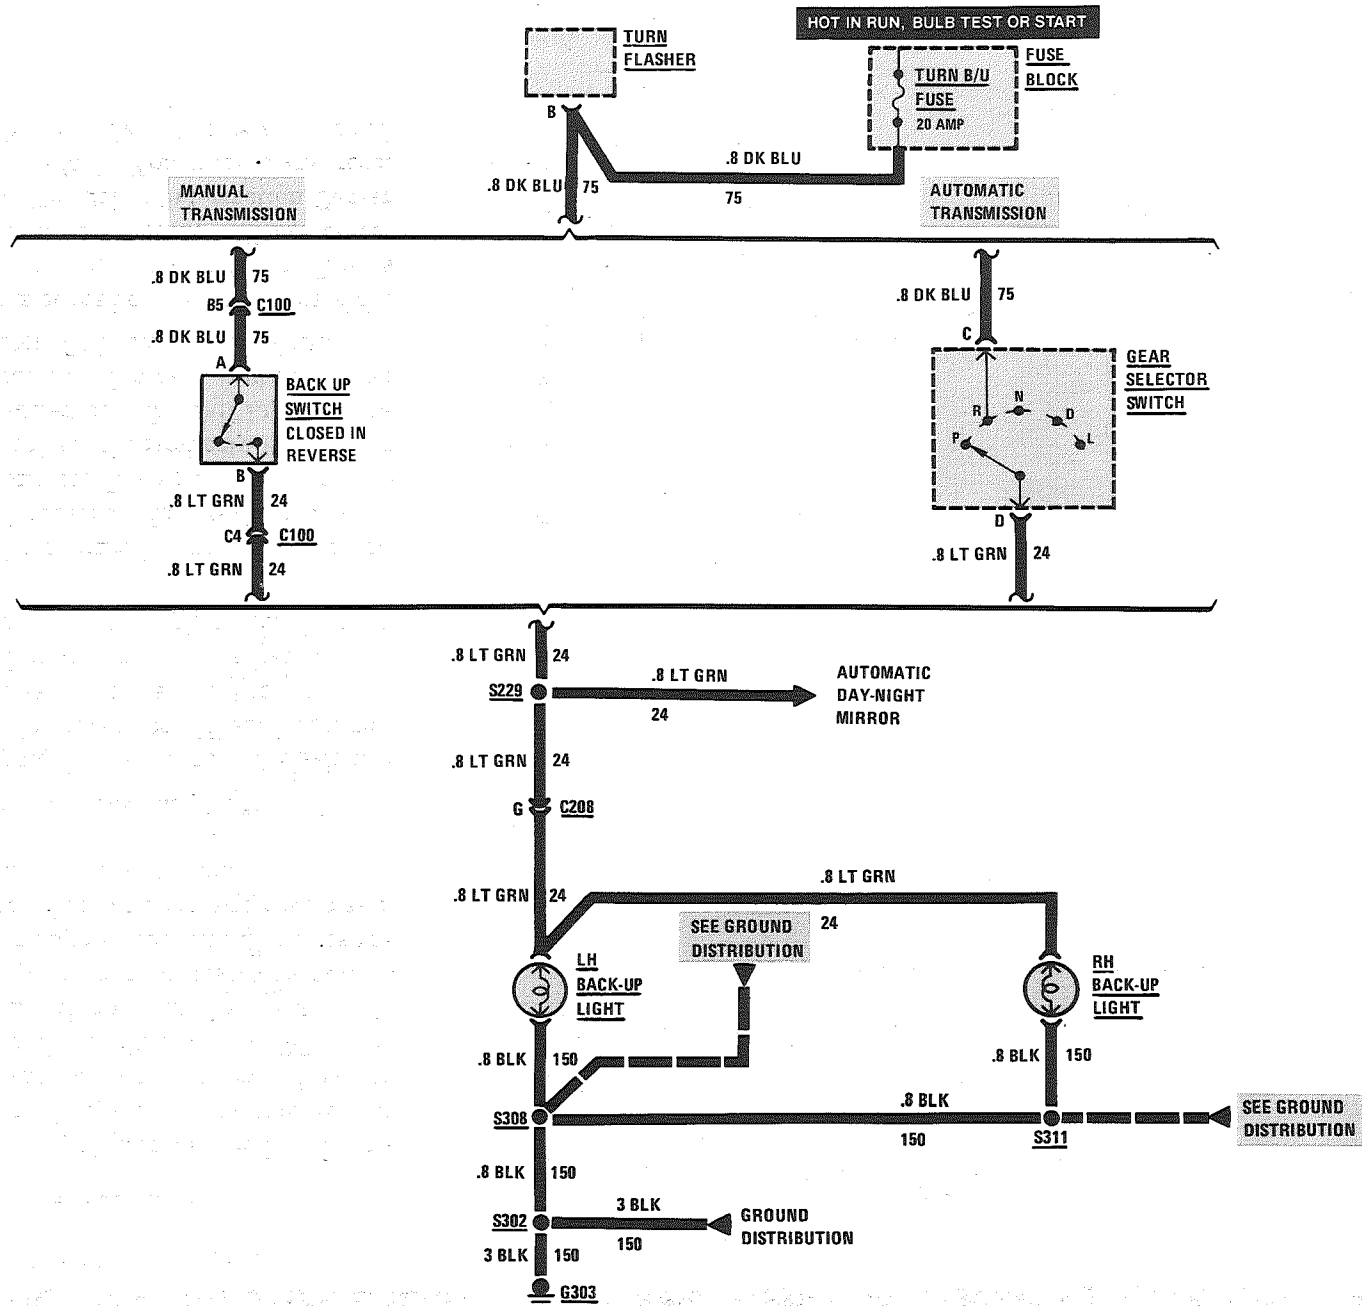 HOT IN RUN, BULB TEST OR START
TURN
FLASHER
FUSE
BLOCK
TURN B/U
FUSE
20 AMP
B
.8 DK BLU
75
.8 DK BLU
75
MANUAL
TRANSMISSION
AUTOMATIC
TRANSMISSION
.8 DK BLU 75
B5 C100
.8 DK BLU 75
A
BACK UP
SWITCH
CLOSED IN
REVERSE
B
.8 LT GRN 24
C4 C100
.8 LT GRN 24
.8 DK BLU 75
C
GEAR
SELECTOR
SWITCH
P
R
N
D
L
D
.8 LT GRN 24
.8 LT GRN 24
S229
.8 LT GRN
24
AUTOMATIC
DAY-NIGHT
MIRROR
.8 LT GRN 24
G C208
.8 LT GRN 24
.8 LT GRN
24
SEE GROUND
DISTRIBUTION
LH
BACK-UP
LIGHT
RH
BACK-UP
LIGHT
.8 BLK 150
.8 BLK 150
S308
.8 BLK
150
S311
SEE GROUND
DISTRIBUTION
.8 BLK 150
S302
3 BLK
150
GROUND
DISTRIBUTION
3 BLK 150
G303